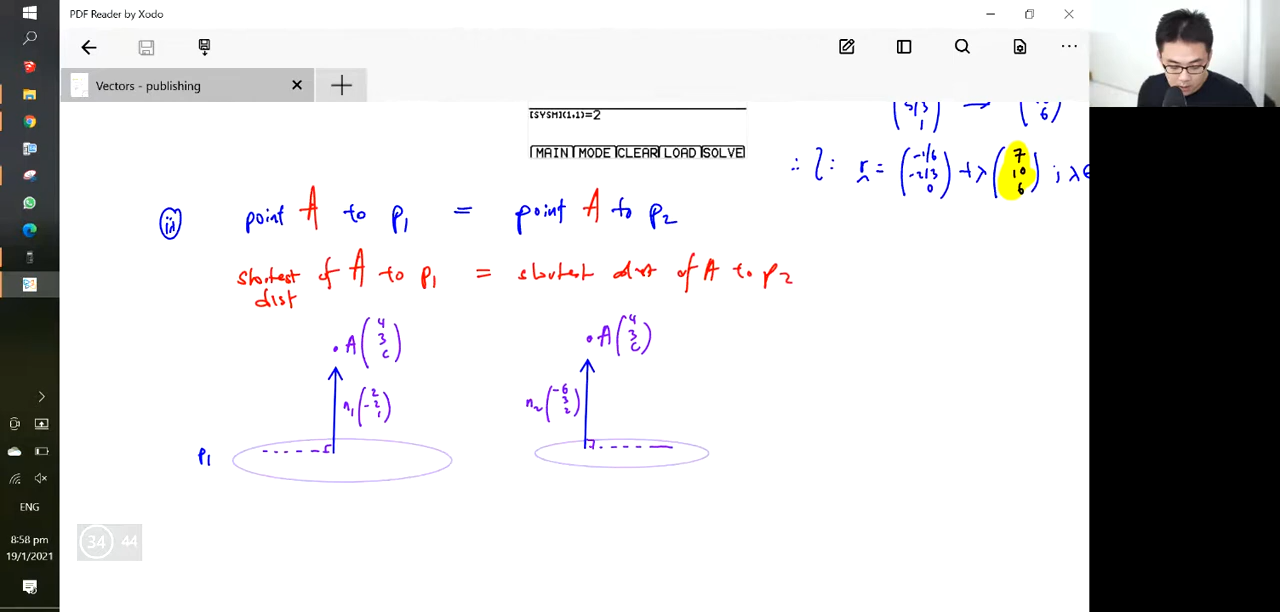 PDF Reader by Xodo
Vectors - publishing
[SYSM](1,1)=2
MAIN MODE CLEAR LOAD SOLVE
1
6
∴ l : r = (-1/6 -2/3 0) + λ (7 10 6) ; λ ∈
(ii) point A to p1 = point A to p2
shortest dist of A to p1 = shortest dist of A to p2
A (4 3 c)
A (4 3 c)
n1 (2 -2 1)
n2 (-6 3 2)
p1
34 44
ENG
8:58 pm
19/1/2021